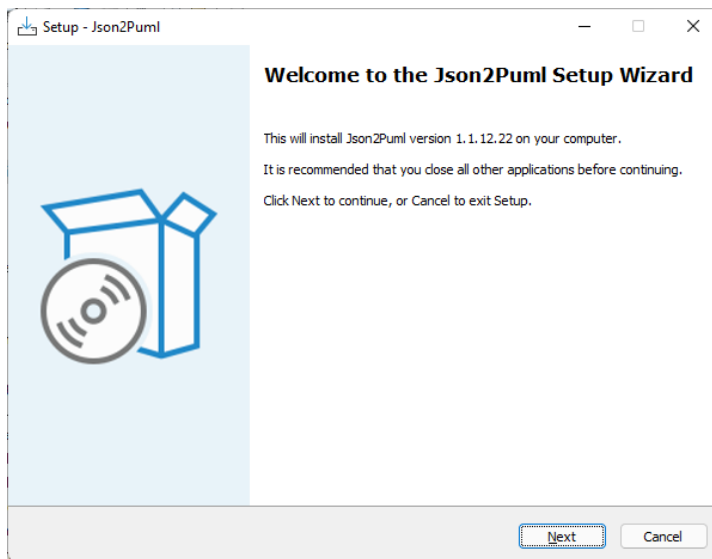 Setup - Json2Puml
Welcome to the Json2Puml Setup Wizard
This will install Json2Puml version 1.1.12.22 on your computer.
It is recommended that you close all other applications before continuing.
Click Next to continue, or Cancel to exit Setup.
Next
Cancel